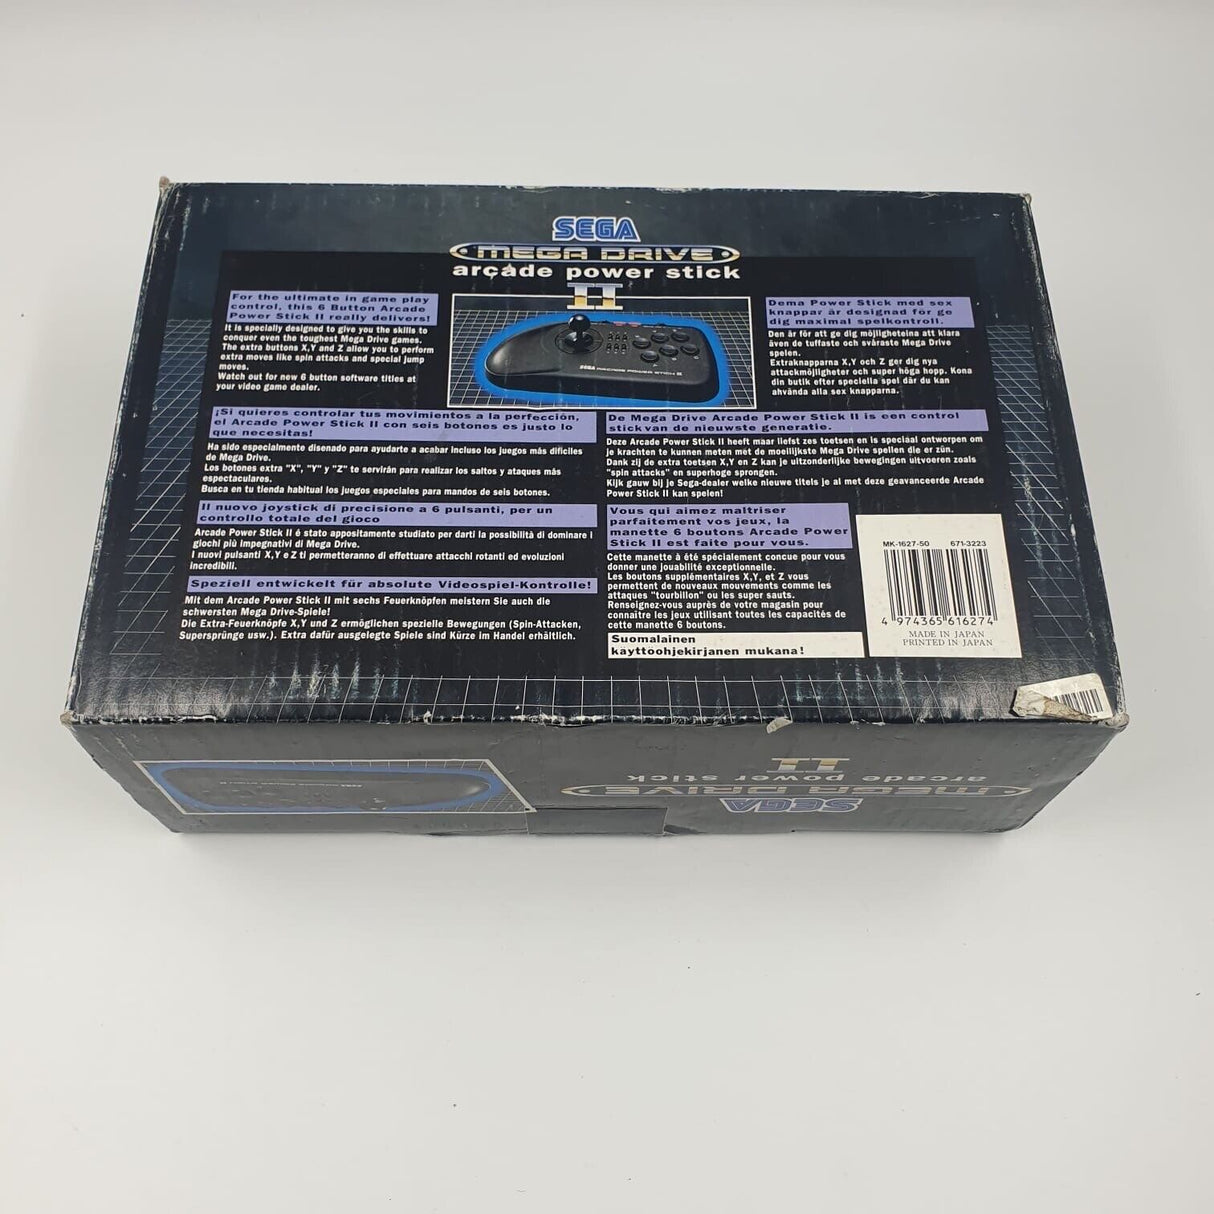 SEGA
MEGA DRIVE
arcade power stick
II
For the ultimate in game play
control, this 6 Button Arcade
Power Stick II really delivers!
It is specially designed to give you the skills to
conquer even the toughest Mega Drive games.
The extra buttons X,Y and Z allow you to perform
extra moves like spin attacks and special jump
moves.
Watch out for new 6 button software titles at
your video game dealer.
SEGA ARCADE POWER STICK II
Dema Power Stick med sex
knappar är designad för ge
dig maximal spelkontroll.
Den är för att ge dig möjligheteina att klara
även de tuffaste och svåraste Mega Drive
spelen.
Extraknapparna X,Y och Z ger dig nya
attackmöjligheter och super höga hopp. Kona
din butik efter speciella spel där du kan
ahvända alla sex knapparna.
¡Si quieres controlar tus movimientos a la perfección,
el Arcade Power Stick II con seis botones es justo lo
que necesitas!
Ha sido especialmente disenado para ayudarte a acabar incluso los juegos más difíciles
de Mega Drive.
Los botones extra "X", "Y" y "Z" te servirán para realizar los saltos y ataques más
espectaculares.
Busca en tu tienda habitual los juegos especiales para mandos de seis botones.
De Mega Drive Arcade Power Stick II is een control
stickvan de nieuwste generatie.
Deze Arcade Power Stick II heeft maar liefst zes toetsen en is speciaal ontworpen om
je krachten te kunnen meten met de moeilijkste Mega Drive spellen die er zün.
Dank zij de extra toetsen X,Y en Z kan je uitzonderlijke bewegingen uitvoeren zoals
"spin attacks" en superhoge sprongen.
Kijk gauw bij je Sega-dealer welke nieuwe titels je al met deze geavanceerde Arcade
Power Stick II kan spelen!
Il nuovo joystick di precisione a 6 pulsanti, per un
controllo totale del gioco
Arcade Power Stick II é stato appositamente studiato per darti la possibilità di dominare i
giochi più impegnativi di Mega Drive.
I nuovi pulsanti X,Y e Z ti permetteranno di effettuare attacchi rotanti ed evoluzioni
incredibili.
Vous qui aimez maltriser
parfaitement vos jeux, la
manette 6 boutons Arcade Power
Stick II est faite pour vous.
Cette manette à été spécialement concue pour vous
donner une jouabilité exceptionnelle.
Les boutons supplémentaires X,Y, et Z vous
permettent de nouveaux mouvements comme les
attaques "tourbillon" ou les super sauts.
Renseignez-vous auprès de votre magasin pour
connaitre les jeux utilisant toutes les capacités de
cette manette 6 boutons.
Speziell entwickelt für absolute Videospiel-Kontrolle!
Mit dem Arcade Power Stick II mit sechs Feuerknöpfen meistern Sie auch die
schwersten Mega Drive-Spiele!
Die Extra-Feuerknöpfe X,Y und Z ermöglichen spezielle Bewegungen (Spin-Attacken,
Supersprünge usw.). Extra dafür ausgelegte Spiele sind Kürze im Handel erhältlich.
Suomalainen
käyttöohjekirjanen mukana!
MK-1627-50 671-3223
4 974365 616274
MADE IN JAPAN
PRINTED IN JAPAN
SEGA
MEGA DRIVE
arcade power stick
II